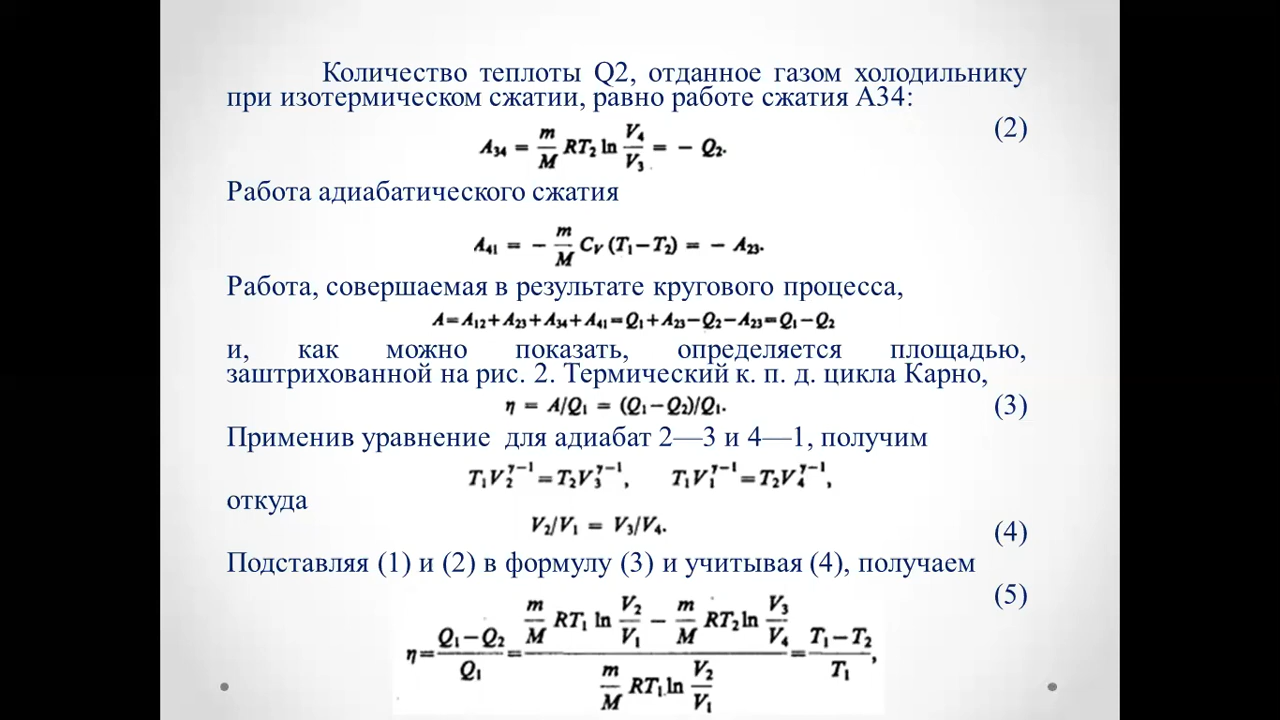 Количество теплоты Q2, отданное газом холодильнику
при изотермическом сжатии, равно работе сжатия A34:
(2)
A₃₄ = m/M RT₂ ln V₄/V₃ = − Q₂.
Работа адиабатического сжатия
A₄₁ = − m/M C_V (T₁−T₂) = − A₂₃.
Работа, совершаемая в результате кругового процесса,
A=A₁₂+A₂₃+A₃₄+A₄₁=Q₁+A₂₃−Q₂−A₂₃=Q₁−Q₂
и, как можно показать, определяется площадью,
заштрихованной на рис. 2. Термический к. п. д. цикла Карно,
η = A/Q₁ = (Q₁−Q₂)/Q₁. (3)
Применив уравнение для адиабат 2—3 и 4—1, получим
T₁V₂^γ−1=T₂V₃^γ−1, T₁V₁^γ−1=T₂V₄^γ−1,
откуда
V₂/V₁ = V₃/V₄. (4)
Подставляя (1) и (2) в формулу (3) и учитывая (4), получаем
(5)
η = (Q₁−Q₂)/Q₁ = (m/M RT₁ ln V₂/V₁ − m/M RT₂ ln V₃/V₄)/(m/M RT₁ ln V₂/V₁) = (T₁−T₂)/T₁,